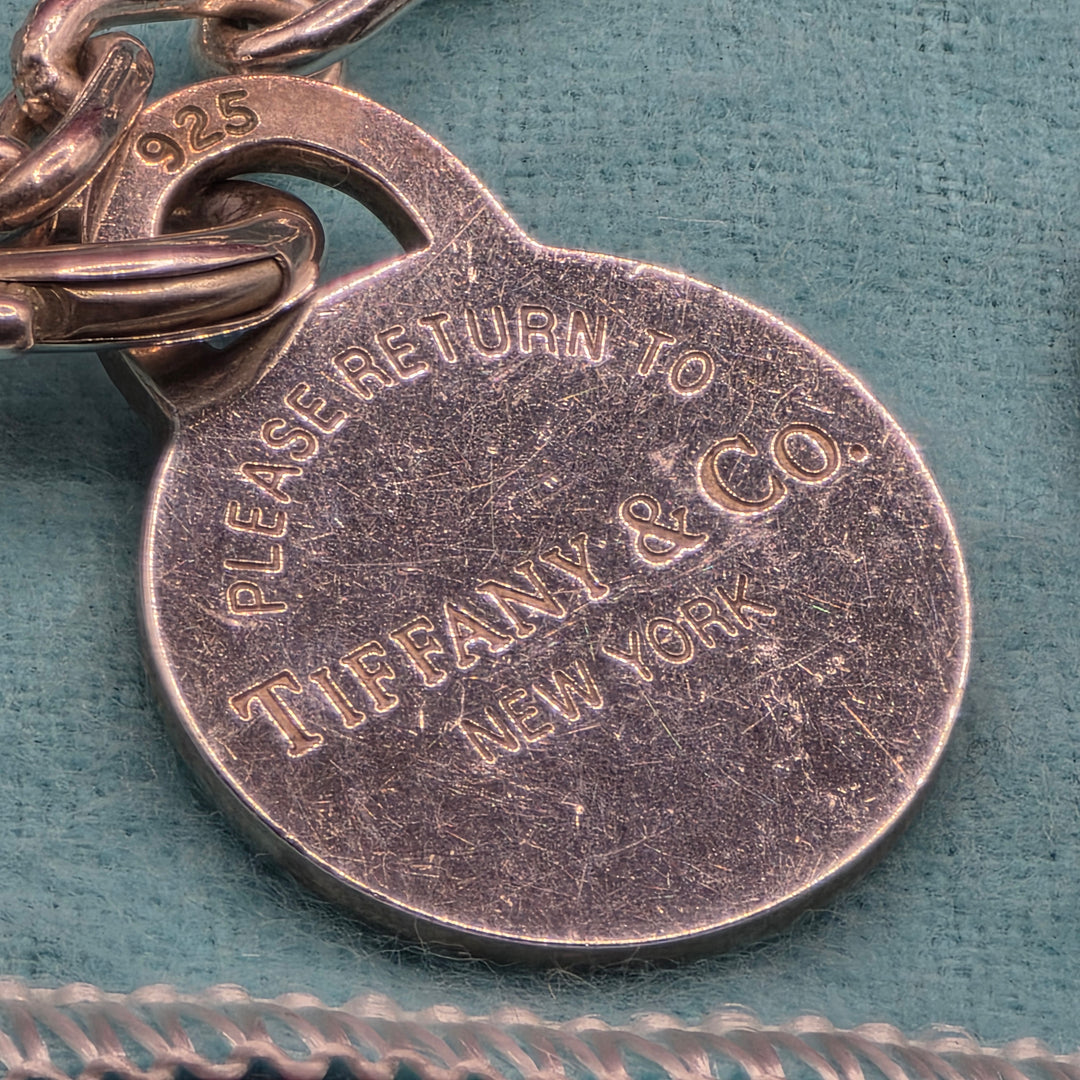 925
PLEASE RETURN TO
TIFFANY & CO.
NEW YORK